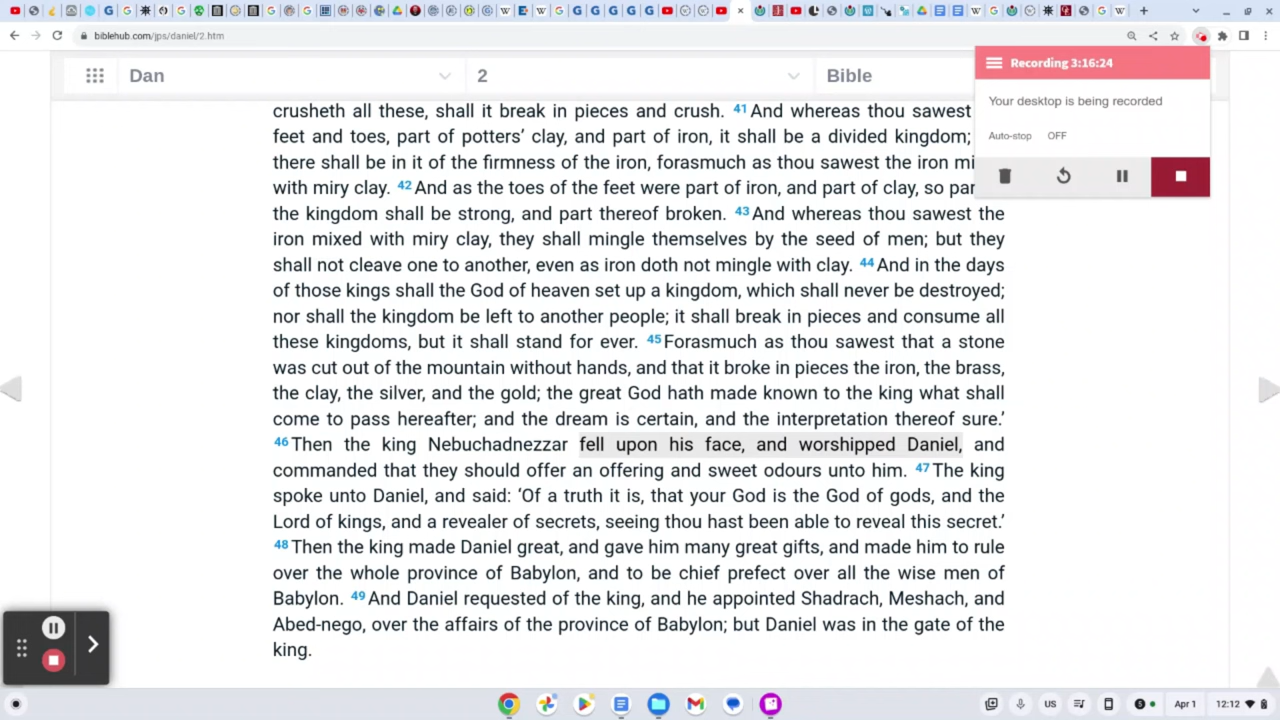 biblehub.com/jps/daniel/2.htm
Dan
2
Bible
Recording 3:16:24
Your desktop is being recorded
Auto-stop OFF
crusheth all these, shall it break in pieces and crush. 41 And whereas thou sawest
feet and toes, part of potters’ clay, and part of iron, it shall be a divided kingdom;
there shall be in it of the firmness of the iron, forasmuch as thou sawest the iron mi
with miry clay. 42 And as the toes of the feet were part of iron, and part of clay, so par
the kingdom shall be strong, and part thereof broken. 43 And whereas thou sawest the
iron mixed with miry clay, they shall mingle themselves by the seed of men; but they
shall not cleave one to another, even as iron doth not mingle with clay. 44 And in the days
of those kings shall the God of heaven set up a kingdom, which shall never be destroyed;
nor shall the kingdom be left to another people; it shall break in pieces and consume all
these kingdoms, but it shall stand for ever. 45 Forasmuch as thou sawest that a stone
was cut out of the mountain without hands, and that it broke in pieces the iron, the brass,
the clay, the silver, and the gold; the great God hath made known to the king what shall
come to pass hereafter; and the dream is certain, and the interpretation thereof sure.’
46 Then the king Nebuchadnezzar fell upon his face, and worshipped Daniel, and
commanded that they should offer an offering and sweet odours unto him. 47 The king
spoke unto Daniel, and said: ‘Of a truth it is, that your God is the God of gods, and the
Lord of kings, and a revealer of secrets, seeing thou hast been able to reveal this secret.’
48 Then the king made Daniel great, and gave him many great gifts, and made him to rule
over the whole province of Babylon, and to be chief prefect over all the wise men of
Babylon. 49 And Daniel requested of the king, and he appointed Shadrach, Meshach, and
Abed-nego, over the affairs of the province of Babylon; but Daniel was in the gate of the
king.
US
Apr 1
12:12